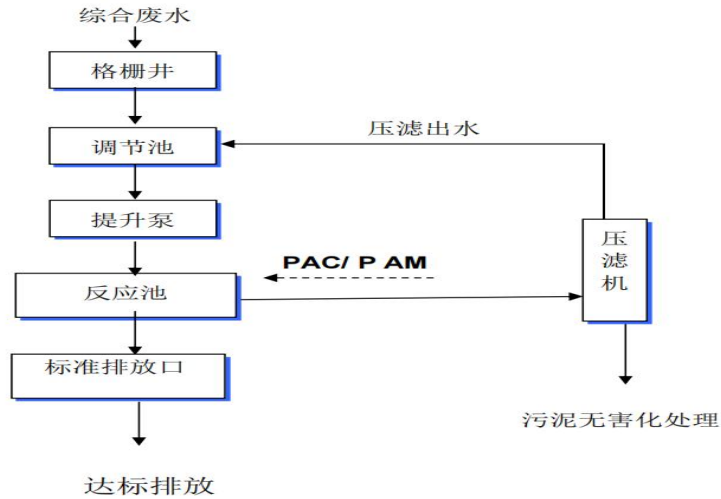 综合废水
格栅井
调节池
压滤出水
提升泵
压滤机
PAC/ P AM
反应池
标准排放口
污泥无害化处理
达标排放